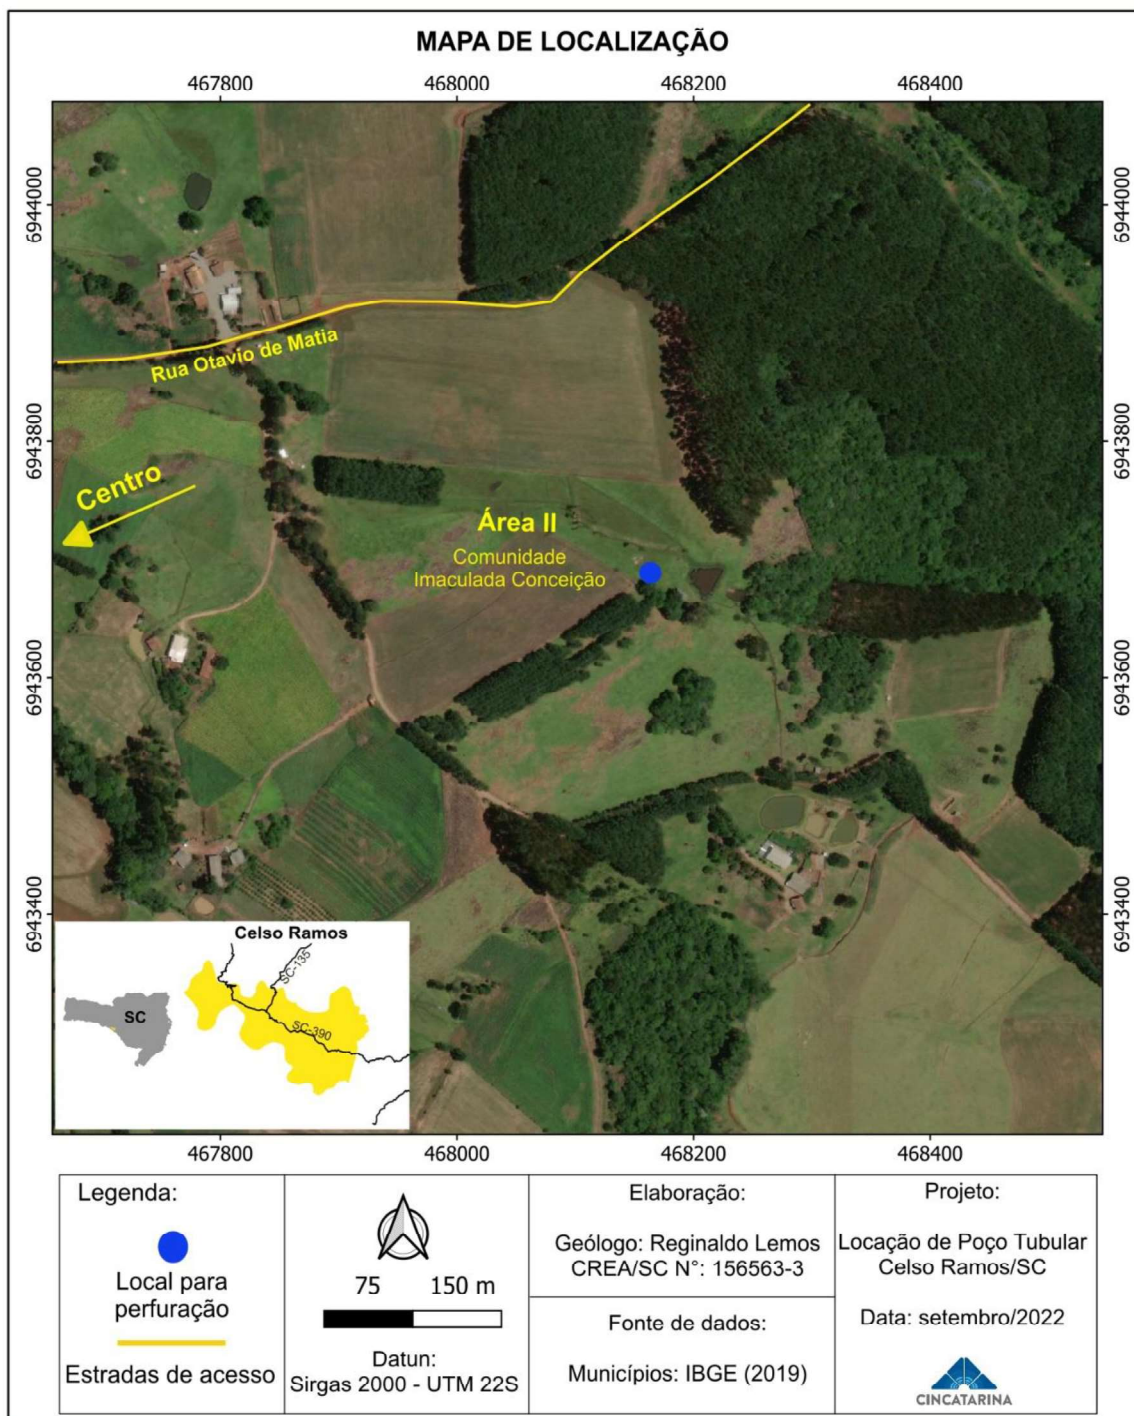 MAPA DE LOCALIZAÇÃO
467800
468000
468200
468400
6944000
6944000
Rua Otavio de Matia
6943800
6943800
Centro
Área II
Comunidade
Imaculada Conceição
6943600
6943600
6943400
6943400
Celso Ramos
SC-135
SC
SC-390
467800
468000
468200
468400
Legenda:
Local para
perfuração
Estradas de acesso
75 150 m
Datun:
Sirgas 2000 - UTM 22S
Elaboração:
Geólogo: Reginaldo Lemos
CREA/SC N°: 156563-3
Fonte de dados:
Municípios: IBGE (2019)
Projeto:
Locação de Poço Tubular
Celso Ramos/SC
Data: setembro/2022
CINCATARINA